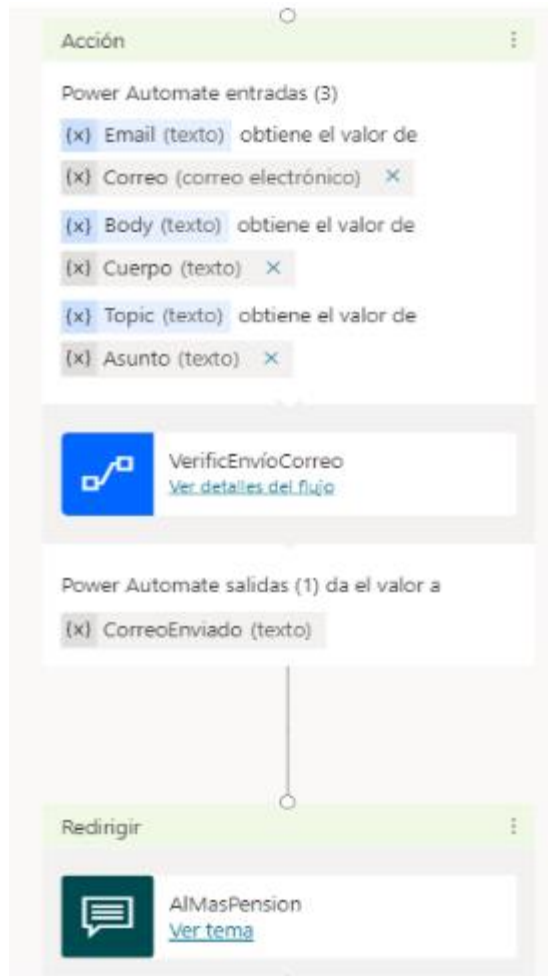 Acción
Power Automate entradas (3)
{x} Email (texto) obtiene el valor de
{x} Correo (correo electrónico) ×
{x} Body (texto) obtiene el valor de
{x} Cuerpo (texto) ×
{x} Topic (texto) obtiene el valor de
{x} Asunto (texto) ×
VerificEnvíoCorreo
Ver detalles del flujo
Power Automate salidas (1) da el valor a
{x} CorreoEnviado (texto)
Redirigir
AlMasPension
Ver tema